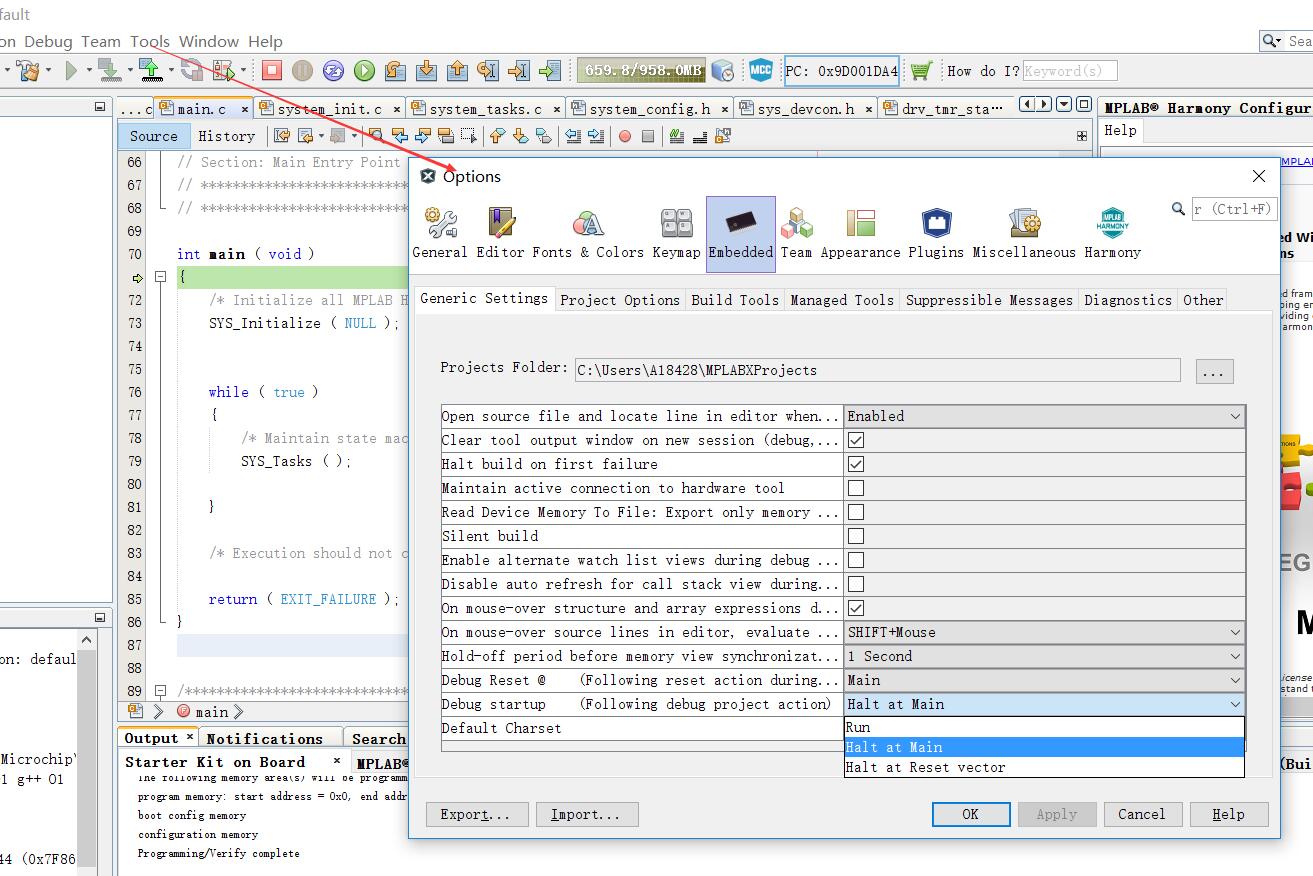 fault
on Debug Team Tools Window Help
Sea
659.8/958.0MB
MCC
PC: 0x9D001DA4
How do I?
Keyword(s)
...c
main.c
system_init.c
system_tasks.c
system_config.h
sys_devcon.h
drv_tmr_sta...
MPLAB® Harmony Configur
Source
History
Help
66 // Section: Main Entry Point
67 // **************************
68 // **************************
69
70 int main ( void )
{
72 /* Initialize all MPLAB H
73 SYS_Initialize ( NULL );
74
75
76 while ( true )
77 {
78 /* Maintain state mac
79 SYS_Tasks ( );
80
81 }
82
83 /* Execution should not c
84
85 return ( EXIT_FAILURE );
86 }
87
88
89 /****************************
main
Options
r (Ctrl+F)
General Editor Fonts & Colors Keymap Embedded Team Appearance Plugins Miscellaneous Harmony
MPLAB HARMONY
Generic Settings Project Options Build Tools Managed Tools Suppressible Messages Diagnostics Other
Projects Folder: C:\Users\A18428\MPLABXProjects ...
Open source file and locate line in editor when... Enabled
Clear tool output window on new session (debug,...
Halt build on first failure
Maintain active connection to hardware tool
Read Device Memory To File: Export only memory ...
Silent build
Enable alternate watch list views during debug ...
Disable auto refresh for call stack view during...
On mouse-over structure and array expressions d...
On mouse-over source lines in editor, evaluate ... SHIFT+Mouse
Hold-off period before memory view synchronizat... 1 Second
Debug Reset @ (Following reset action during... Main
Debug startup (Following debug project action) Halt at Main
Default Charset
Run
Halt at Main
Halt at Reset vector
Export... Import... OK Apply Cancel Help
on: defaul
Microchip\
1 g++ O1
44 (0x7F86
Output
Notifications
Search
Starter Kit on Board
MPLAB®
The following memory area(s) will be programm
program memory: start address = 0x0, end addr
boot config memory
configuration memory
Programming/Verify complete
MPLA
ed Wi
ns
ed fram
ping en
viding
armon
EG
M
icense
stand t
(Bui